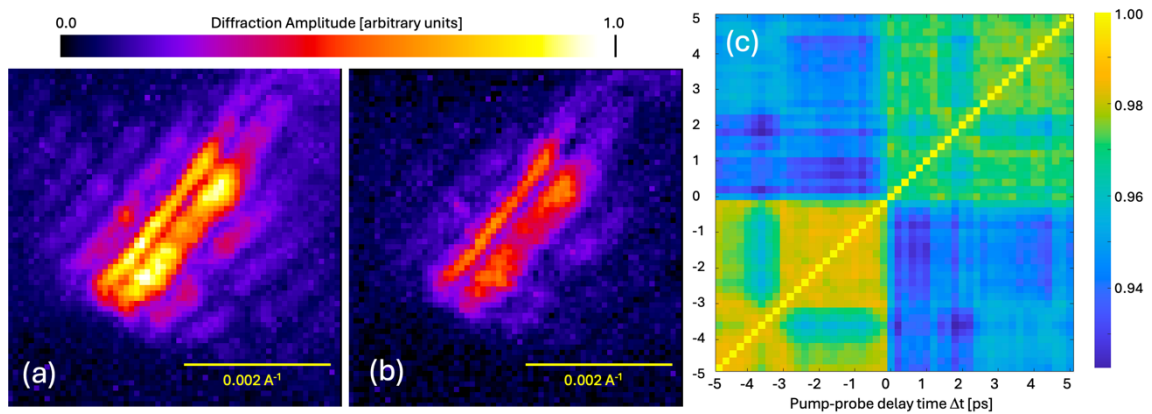 0.0 Diffraction Amplitude [arbitrary units] 1.0
(a)
0.002 A⁻¹
(b)
0.002 A⁻¹
(c)
5
4
3
2
1
0
-1
-2
-3
-4
-5
-5 -4 -3 -2 -1 0 1 2 3 4 5
Pump-probe delay time Δt [ps]
1.00
0.98
0.96
0.94